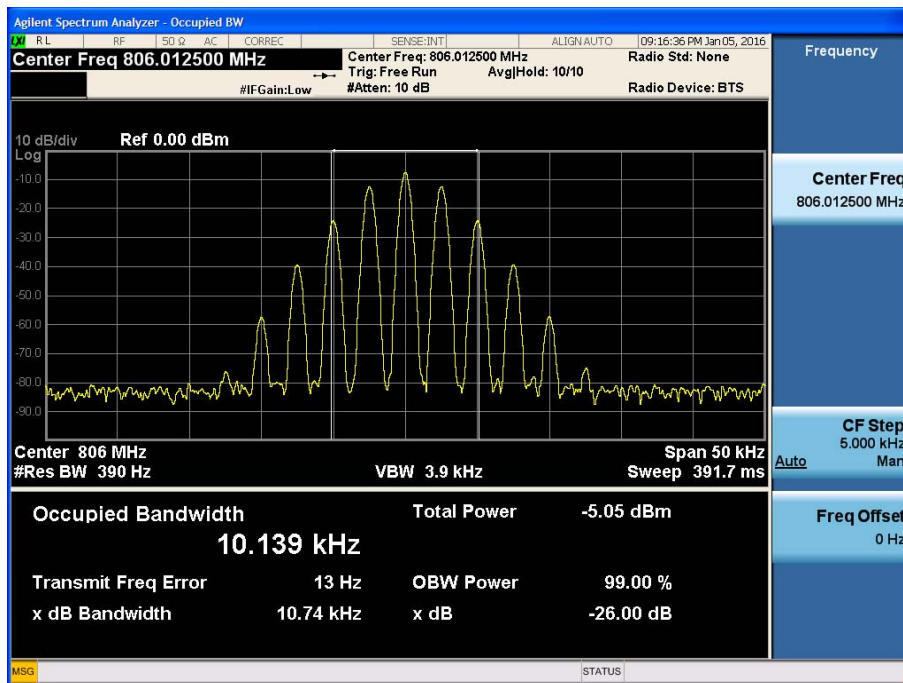 Agilent Spectrum Analyzer - Occupied BW
LXI RL RF 50 Ω AC CORREC SENSE:INT ALIGN AUTO 09:16:36 PM Jan 05, 2016
Center Freq 806.012500 MHz
Center Freq: 806.012500 MHz Radio Std: None
Trig: Free Run Avg|Hold: 10/10
#IFGain:Low #Atten: 10 dB Radio Device: BTS
10 dB/div Ref 0.00 dBm
Log
-10.0
-20.0
-30.0
-40.0
-50.0
-60.0
-70.0
-80.0
-90.0
Center 806 MHz Span 50 kHz
#Res BW 390 Hz VBW 3.9 kHz Sweep 391.7 ms
Occupied Bandwidth Total Power -5.05 dBm
10.139 kHz
Transmit Freq Error 13 Hz OBW Power 99.00 %
x dB Bandwidth 10.74 kHz x dB -26.00 dB
MSG STATUS
Frequency
Center Freq
806.012500 MHz
CF Step
5.000 kHz
Auto Man
Freq Offset
0 Hz